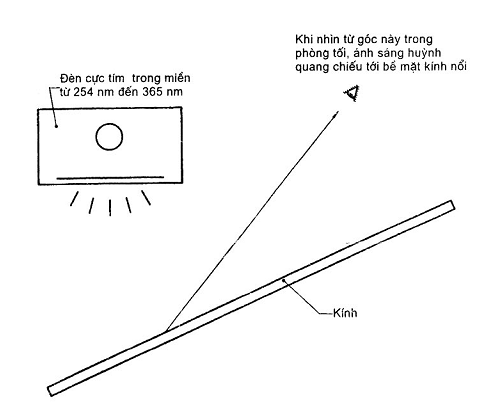 Khi nhìn từ góc này trong
phòng tối, ánh sáng huỳnh
quang chiếu tới bề mặt kính nổi
Đèn cực tím trong miền
từ 254 nm đến 365 nm
Kính